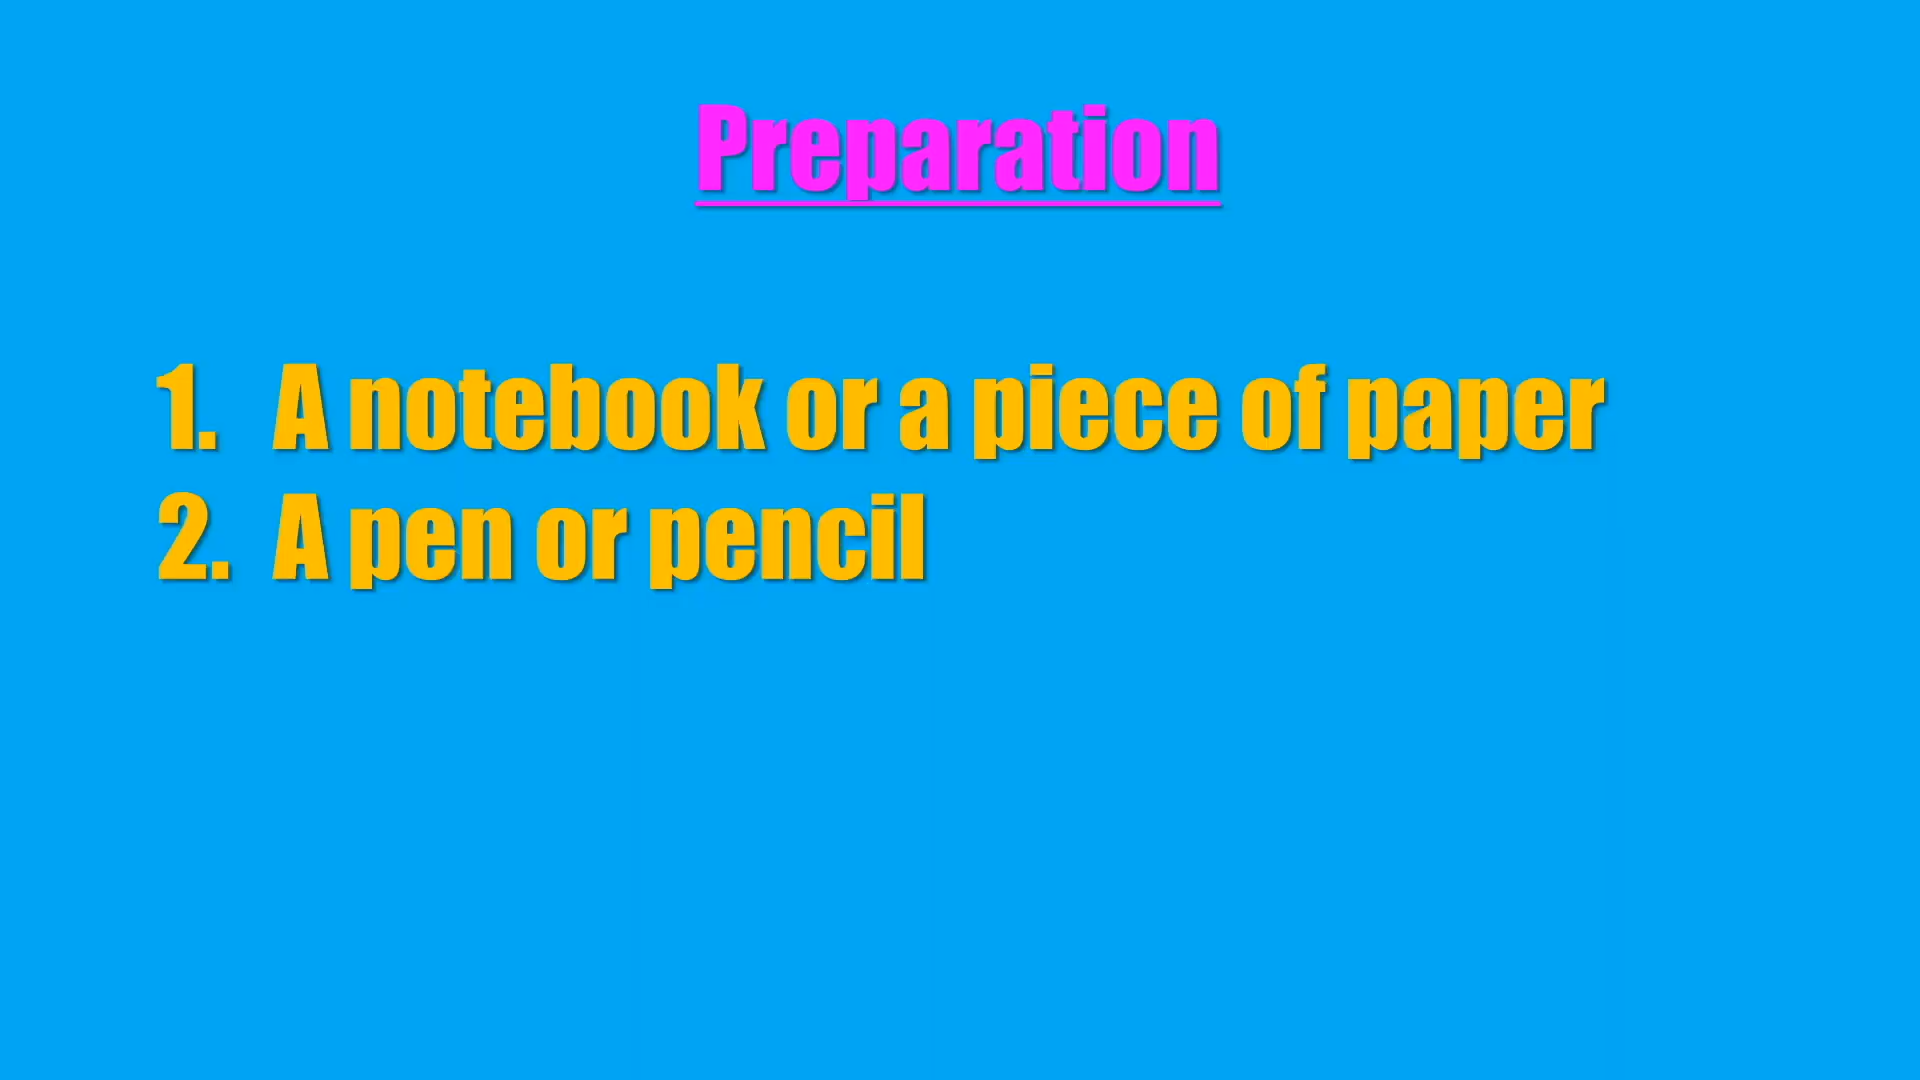 Preparation
1. A notebook or a piece of paper
2. A pen or pencil